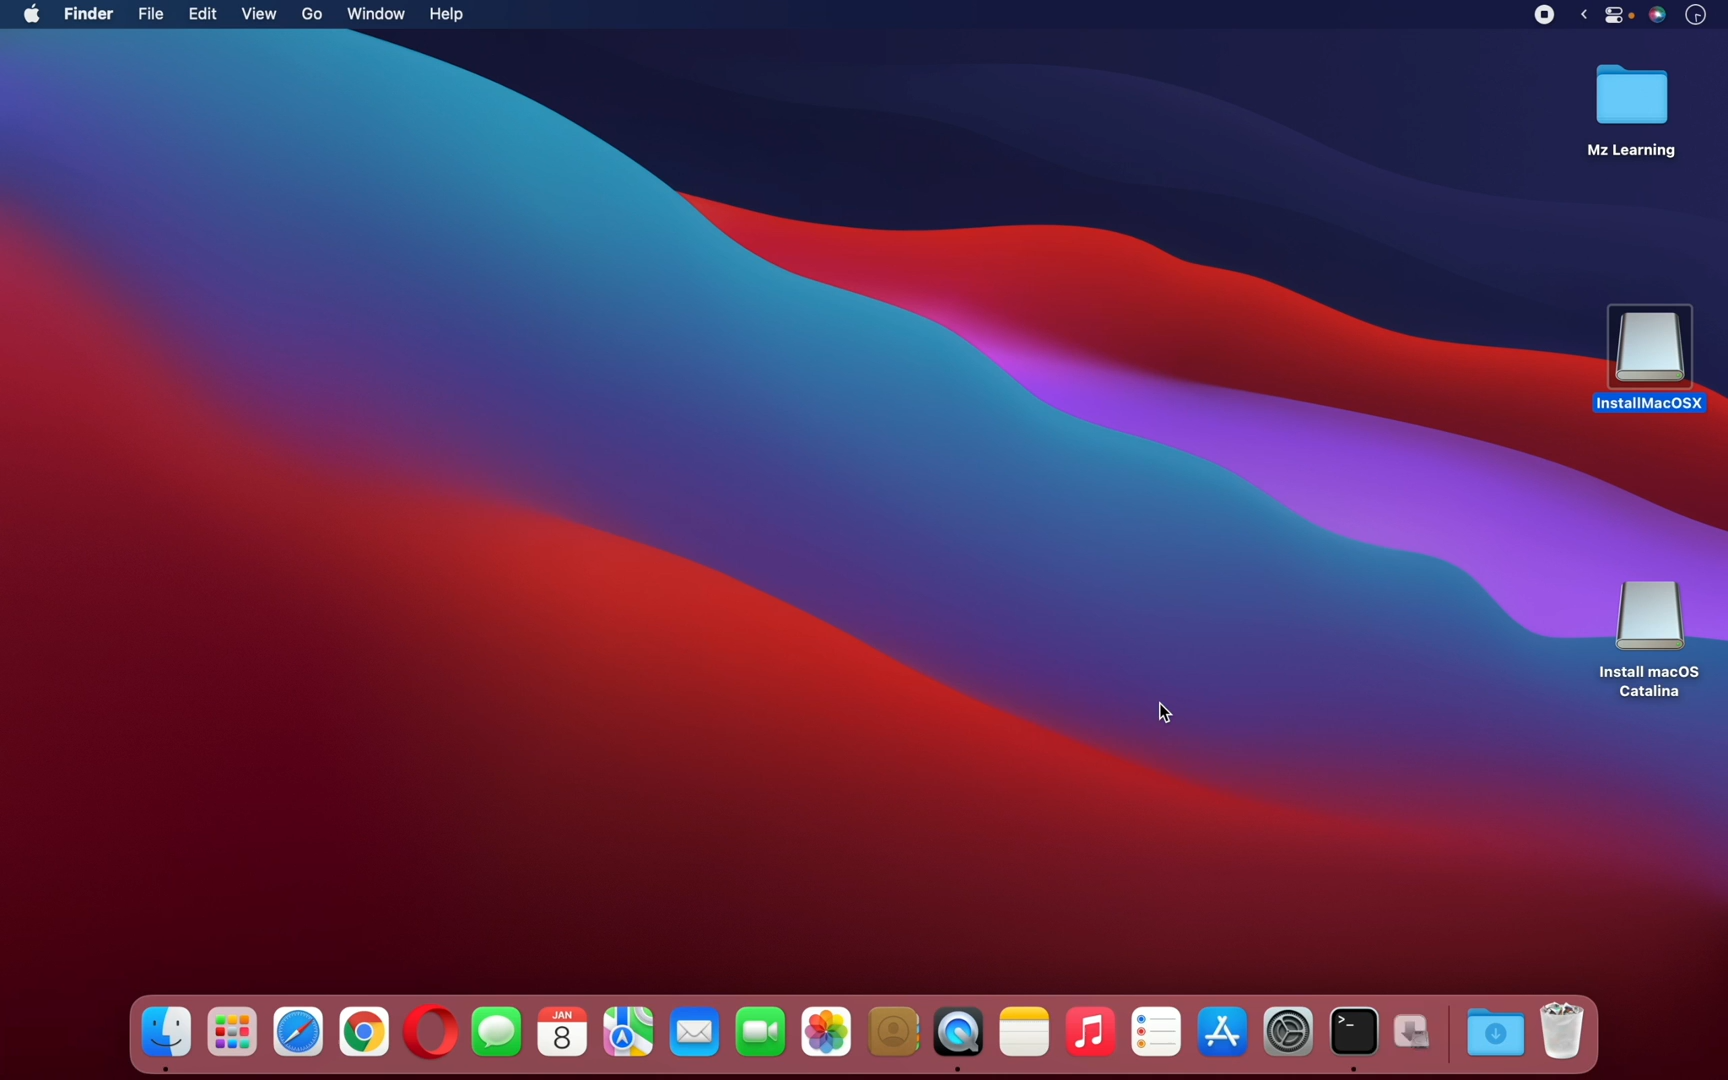 Finder File Edit View Go Window Help
Mz Learning
InstallMacOSX
Install macOS
Catalina
JAN
8
>_